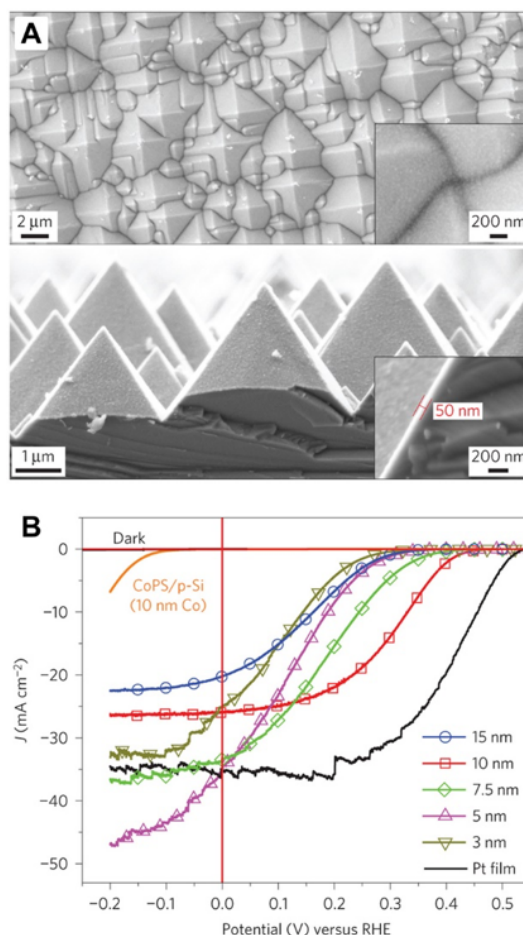 A
2 μm
200 nm
50 nm
1 μm
200 nm
B
Dark
CoPS/p-Si
(10 nm Co)
0
−10
−20
−30
−40
−50
J (mA cm−2)
15 nm
10 nm
7.5 nm
5 nm
3 nm
Pt film
−0.2
−0.1
0.0
0.1
0.2
0.3
0.4
0.5
Potential (V) versus RHE